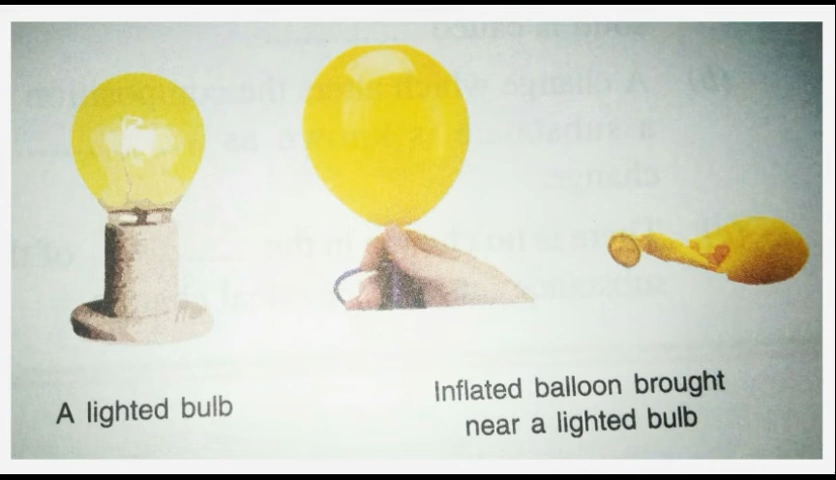 A lighted bulb
Inflated balloon brought
near a lighted bulb